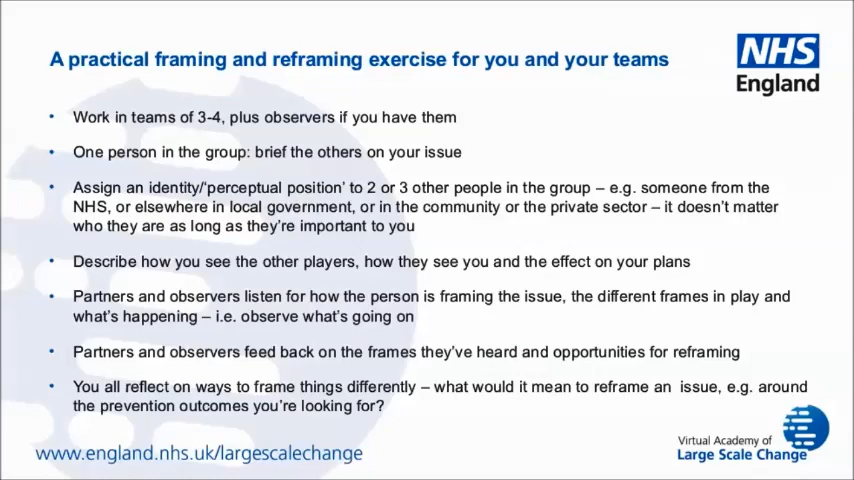 A practical framing and reframing exercise for you and your teams
NHS
England
• Work in teams of 3-4, plus observers if you have them
• One person in the group: brief the others on your issue
• Assign an identity/‘perceptual position’ to 2 or 3 other people in the group – e.g. someone from the
NHS, or elsewhere in local government, or in the community or the private sector – it doesn’t matter
who they are as long as they’re important to you
• Describe how you see the other players, how they see you and the effect on your plans
• Partners and observers listen for how the person is framing the issue, the different frames in play and
what’s happening – i.e. observe what’s going on
• Partners and observers feed back on the frames they’ve heard and opportunities for reframing
• You all reflect on ways to frame things differently – what would it mean to reframe an issue, e.g. around
the prevention outcomes you’re looking for?
www.england.nhs.uk/largescalechange
Virtual Academy of
Large Scale Change